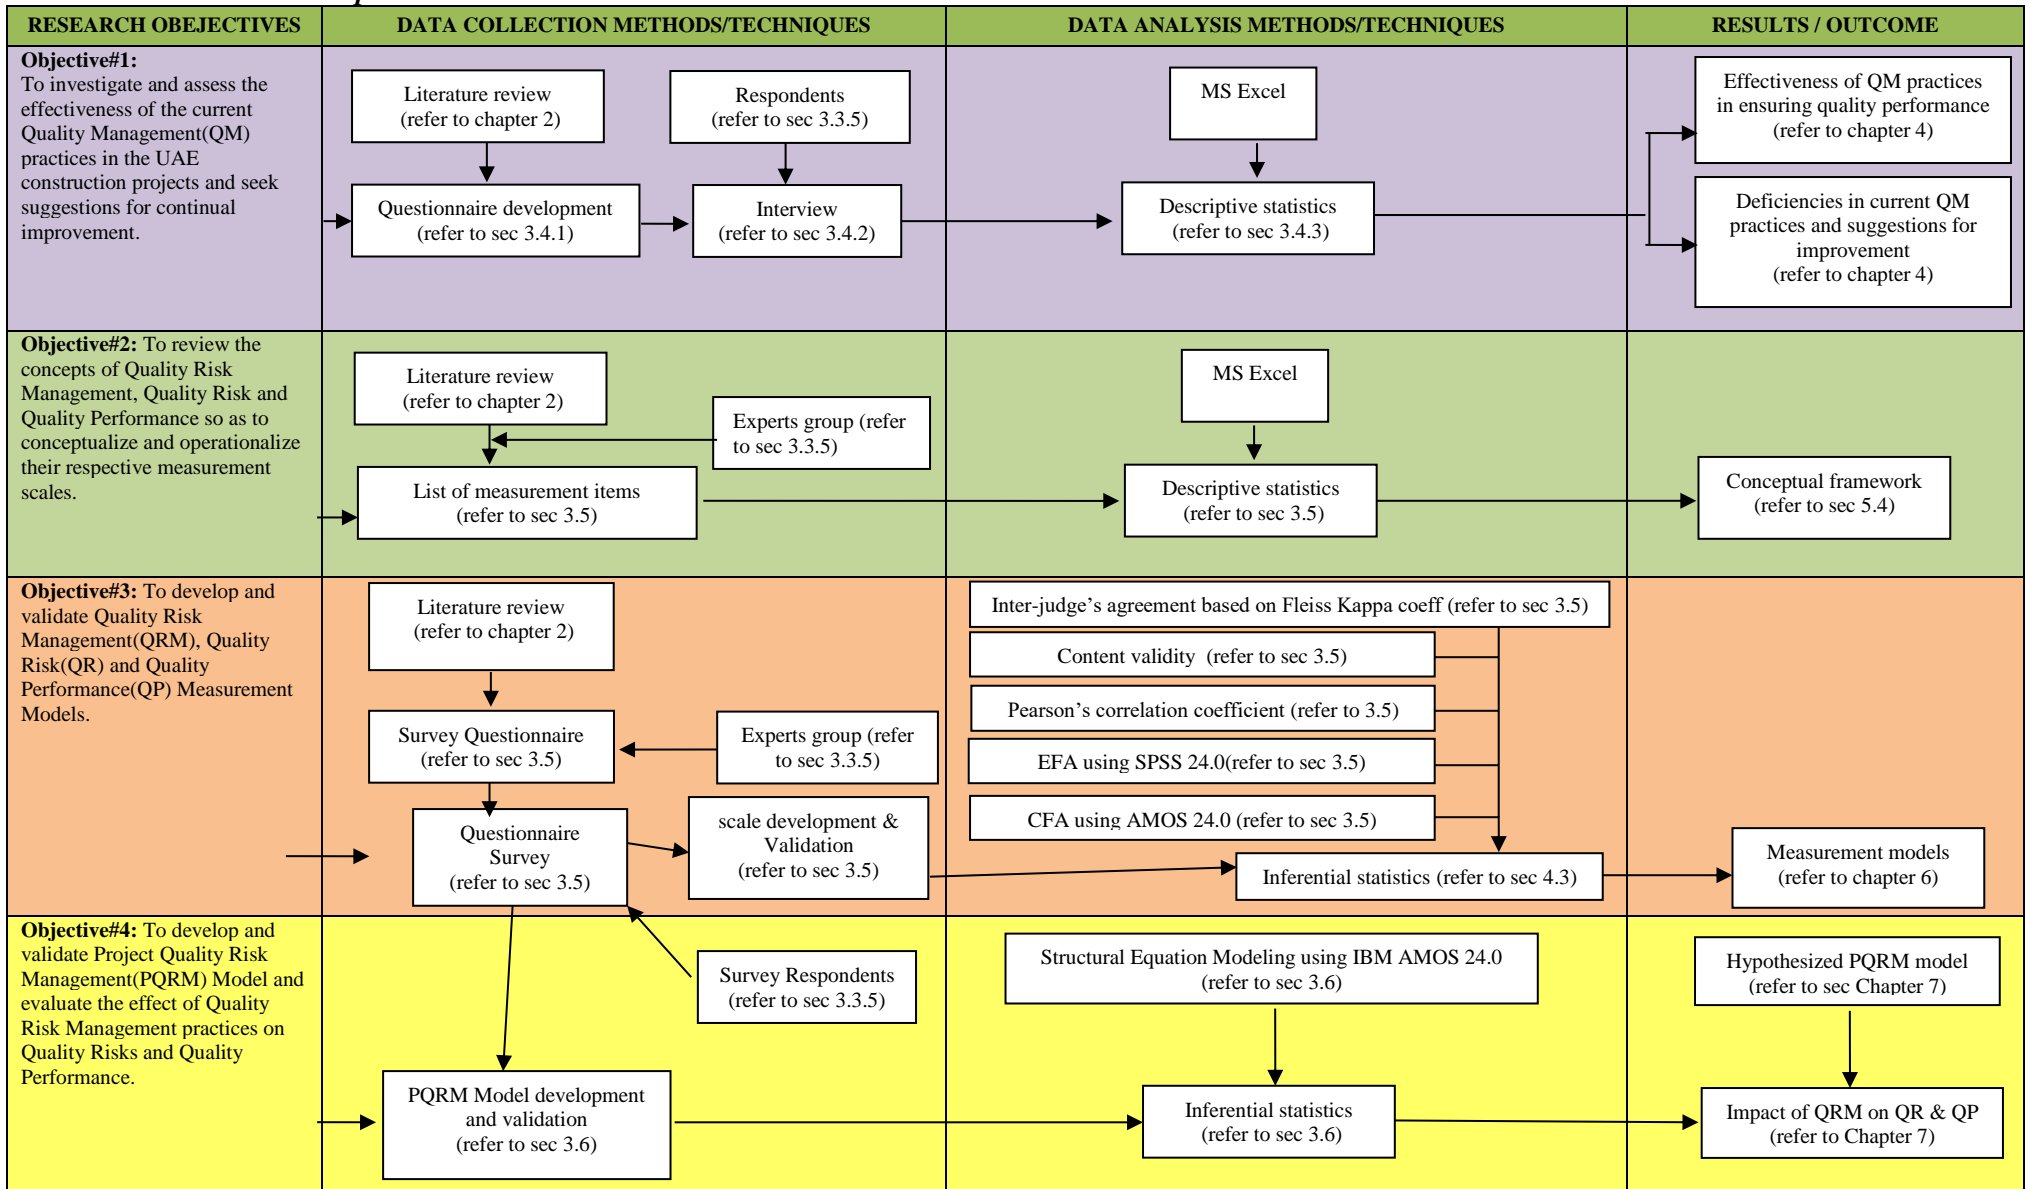 RESEARCH OBEJECTIVES
DATA COLLECTION METHODS/TECHNIQUES
DATA ANALYSIS METHODS/TECHNIQUES
RESULTS / OUTCOME
Objective#1:
To investigate and assess the
effectiveness of the current
Quality Management(QM)
practices in the UAE
construction projects and seek
suggestions for continual
improvement.
Literature review
(refer to chapter 2)
Respondents
(refer to sec 3.3.5)
Questionnaire development
(refer to sec 3.4.1)
Interview
(refer to sec 3.4.2)
MS Excel
Descriptive statistics
(refer to sec 3.4.3)
Effectiveness of QM practices
in ensuring quality performance
(refer to chapter 4)
Deficiencies in current QM
practices and suggestions for
improvement
(refer to chapter 4)
Objective#2: To review the
concepts of Quality Risk
Management, Quality Risk and
Quality Performance so as to
conceptualize and operationalize
their respective measurement
scales.
Literature review
(refer to chapter 2)
Experts group (refer
to sec 3.3.5)
List of measurement items
(refer to sec 3.5)
MS Excel
Descriptive statistics
(refer to sec 3.5)
Conceptual framework
(refer to sec 5.4)
Objective#3: To develop and
validate Quality Risk
Management(QRM), Quality
Risk(QR) and Quality
Performance(QP) Measurement
Models.
Literature review
(refer to chapter 2)
Survey Questionnaire
(refer to sec 3.5)
Experts group (refer
to sec 3.3.5)
Questionnaire
Survey
(refer to sec 3.5)
scale development &
Validation
(refer to sec 3.5)
Inter-judge’s agreement based on Fleiss Kappa coeff (refer to sec 3.5)
Content validity (refer to sec 3.5)
Pearson’s correlation coefficient (refer to 3.5)
EFA using SPSS 24.0(refer to sec 3.5)
CFA using AMOS 24.0 (refer to sec 3.5)
Inferential statistics (refer to sec 4.3)
Measurement models
(refer to chapter 6)
Objective#4: To develop and
validate Project Quality Risk
Management(PQRM) Model and
evaluate the effect of Quality
Risk Management practices on
Quality Risks and Quality
Performance.
Survey Respondents
(refer to sec 3.3.5)
PQRM Model development
and validation
(refer to sec 3.6)
Structural Equation Modeling using IBM AMOS 24.0
(refer to sec 3.6)
Inferential statistics
(refer to sec 3.6)
Hypothesized PQRM model
(refer to sec Chapter 7)
Impact of QRM on QR & QP
(refer to Chapter 7)